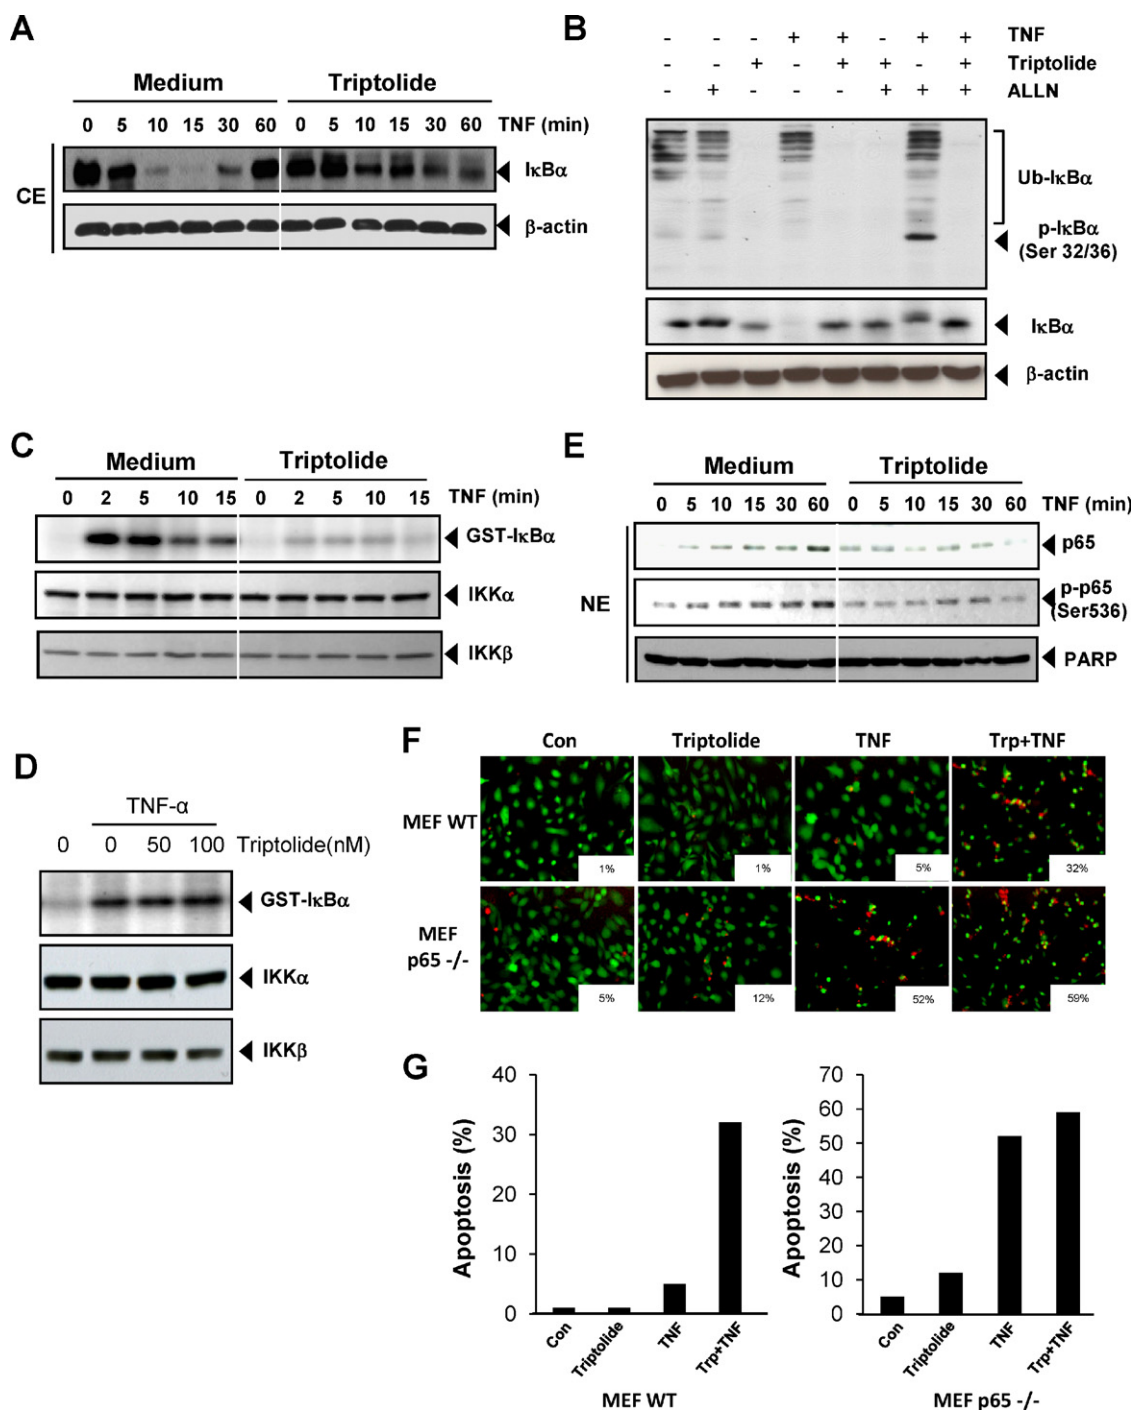 A
Medium Triptolide
0 5 10 15 30 60 0 5 10 15 30 60 TNF (min)
CE
IκBα
β-actin
B
- - - + + - + + TNF
- - + - + + - + Triptolide
- + - - - + + + ALLN
Ub-IκBα
p-IκBα
(Ser 32/36)
IκBα
β-actin
C
Medium Triptolide
0 2 5 10 15 0 2 5 10 15 TNF (min)
GST-IκBα
IKKα
IKKβ
D
TNF-α
0 0 50 100 Triptolide(nM)
GST-IκBα
IKKα
IKKβ
E
Medium Triptolide
0 5 10 15 30 60 0 5 10 15 30 60 TNF (min)
NE
p65
p-p65
(Ser536)
PARP
F
Con Triptolide TNF Trp+TNF
MEF WT
1% 1% 5% 32%
MEF
p65 -/-
5% 12% 52% 59%
G
Apoptosis (%)
40
30
20
10
0
Con Triptolide TNF Trp+TNF
MEF WT
Apoptosis (%)
70
60
50
40
30
20
10
0
Con Triptolide TNF Trp+TNF
MEF p65 -/-